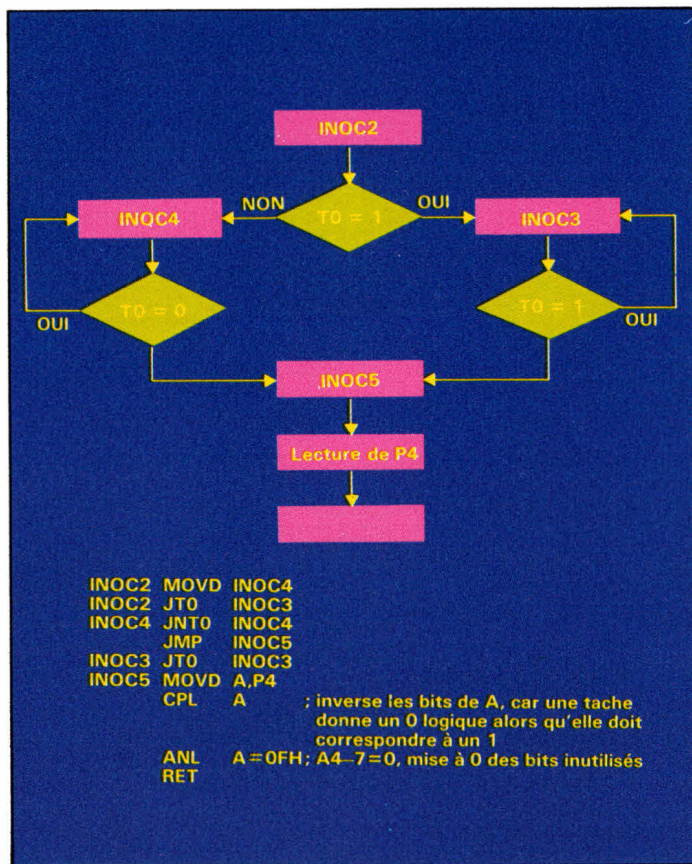 INOC2
NON
T0 = 1
OUI
INOC4
INOC3
T0 = 0
T0 = 1
OUI
OUI
INOC5
Lecture de P4
INOC2 MOVD INOC4
INOC2 JT0 INOC3
INOC4 JNT0 INOC4
JMP INOC5
INOC3 JT0 INOC3
INOC5 MOVD A,P4
CPL A ; inverse les bits de A, car une tache
donne un 0 logique alors qu'elle doit
correspondre à un 1
ANL A=0FH; A4–7=0, mise à 0 des bits inutilisés
RET